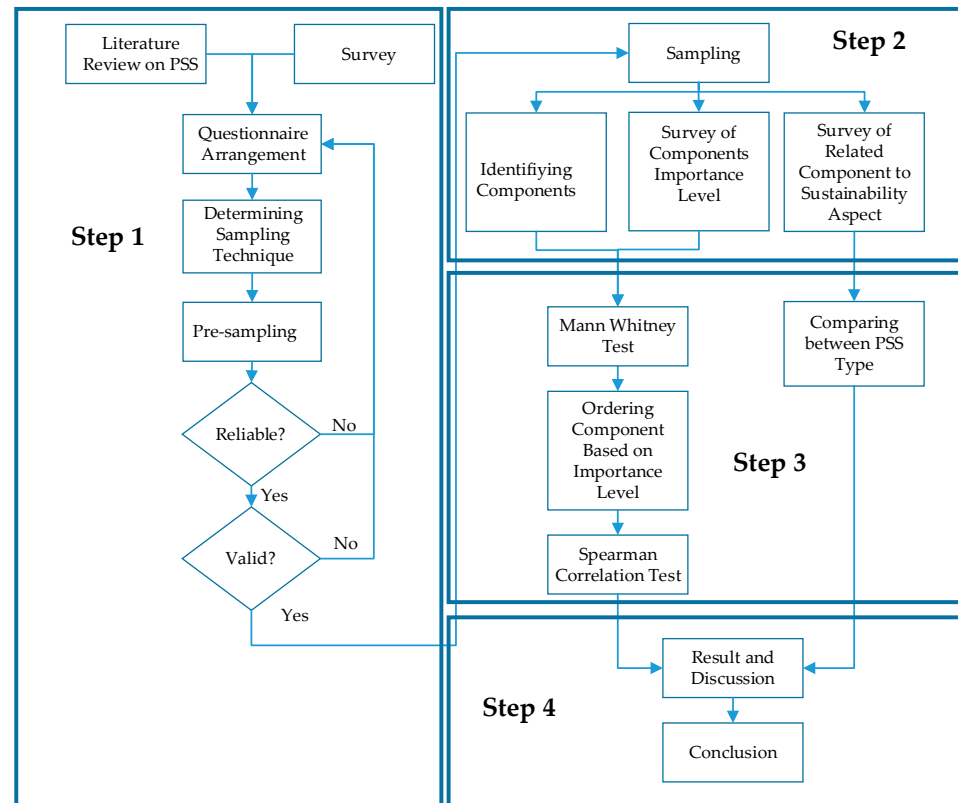 Literature
Review on PSS
Survey
Questionnaire
Arrangement
Step 1
Determining
Sampling
Technique
Pre-sampling
Reliable?
No
Yes
Valid?
No
Yes
Step 2
Sampling
Identifiying
Components
Survey of
Components
Importance
Level
Survey of
Related
Component to
Sustainability
Aspect
Mann Whitney
Test
Comparing
between PSS
Type
Ordering
Component
Based on
Importance
Level
Step 3
Spearman
Correlation Test
Result and
Discussion
Step 4
Conclusion